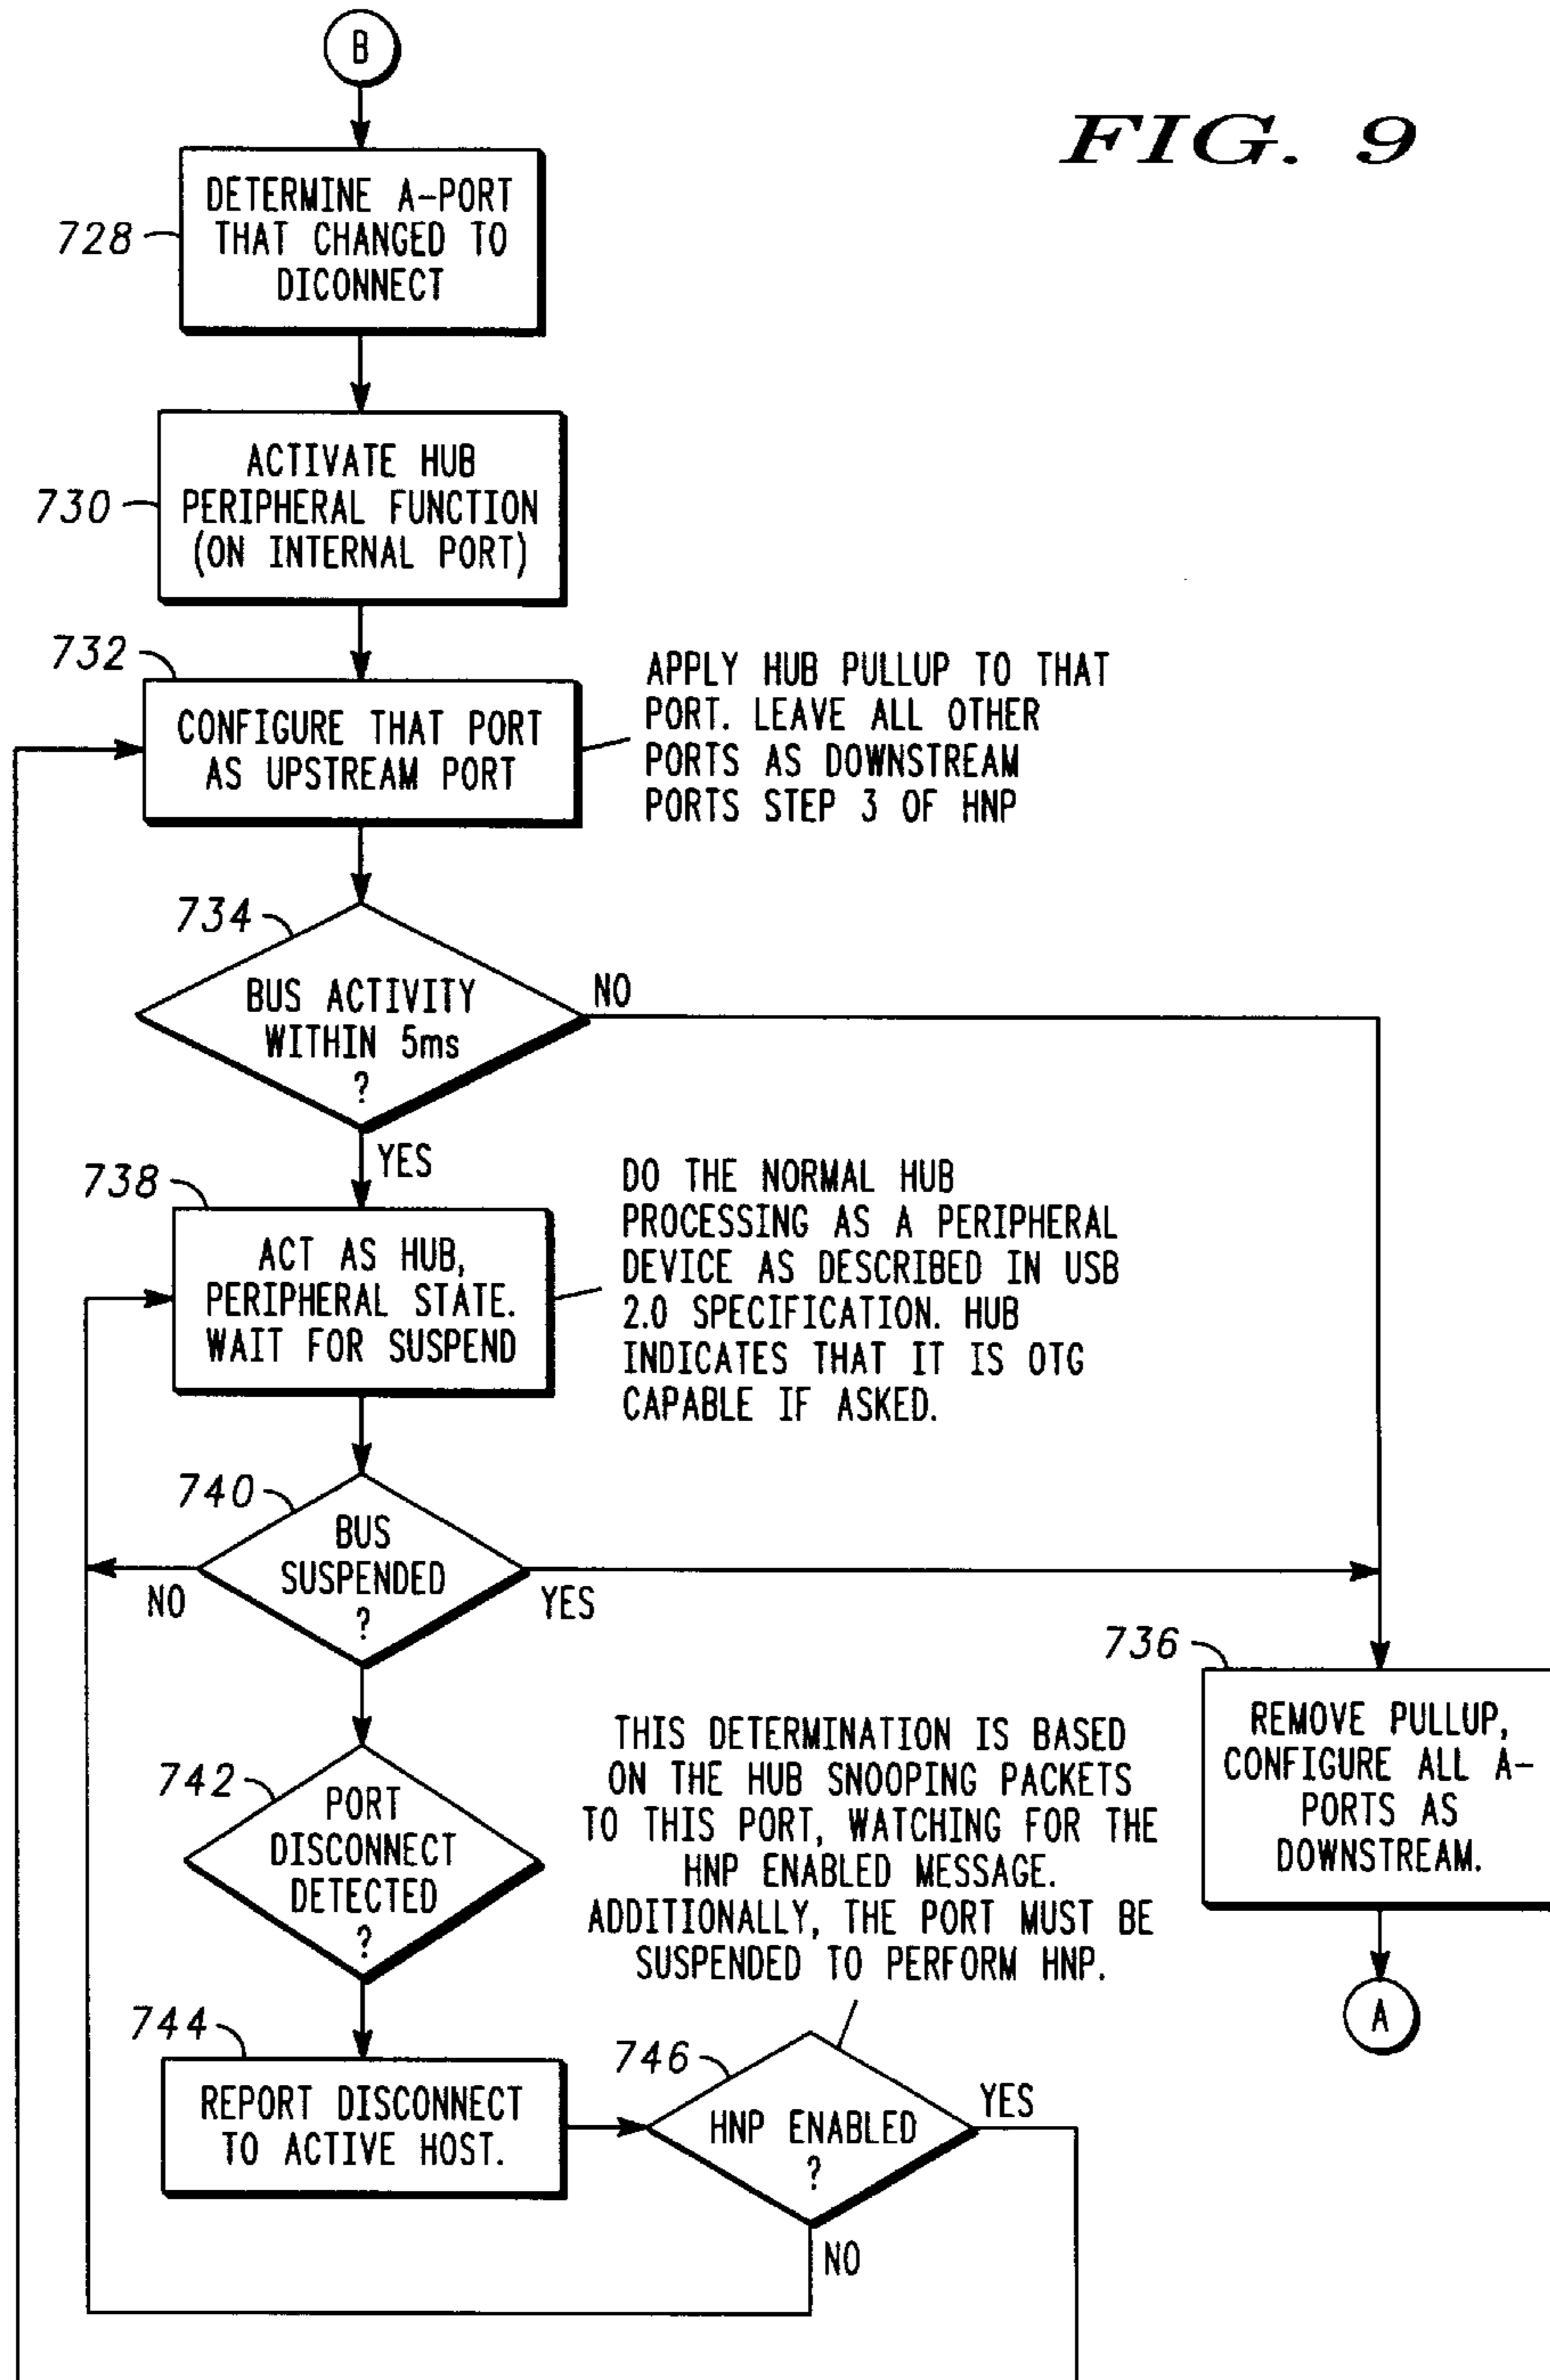 B
FIG. 9
728
DETERMINE A-PORT
THAT CHANGED TO
DICONNECT
730
ACTIVATE HUB
PERIPHERAL FUNCTION
(ON INTERNAL PORT)
732
CONFIGURE THAT PORT
AS UPSTREAM PORT
APPLY HUB PULLUP TO THAT
PORT. LEAVE ALL OTHER
PORTS AS DOWNSTREAM
PORTS STEP 3 OF HNP
734
BUS ACTIVITY
WITHIN 5ms
?
NO
YES
738
ACT AS HUB,
PERIPHERAL STATE.
WAIT FOR SUSPEND
DO THE NORMAL HUB
PROCESSING AS A PERIPHERAL
DEVICE AS DESCRIBED IN USB
2.0 SPECIFICATION. HUB
INDICATES THAT IT IS OTG
CAPABLE IF ASKED.
740
BUS
SUSPENDED
?
NO
YES
736
REMOVE PULLUP,
CONFIGURE ALL A-
PORTS AS
DOWNSTREAM.
A
742
PORT
DISCONNECT
DETECTED
?
THIS DETERMINATION IS BASED
ON THE HUB SNOOPING PACKETS
TO THIS PORT, WATCHING FOR THE
HNP ENABLED MESSAGE.
ADDITIONALLY, THE PORT MUST BE
SUSPENDED TO PERFORM HNP.
744
REPORT DISCONNECT
TO ACTIVE HOST.
746
HNP ENABLED
?
YES
NO